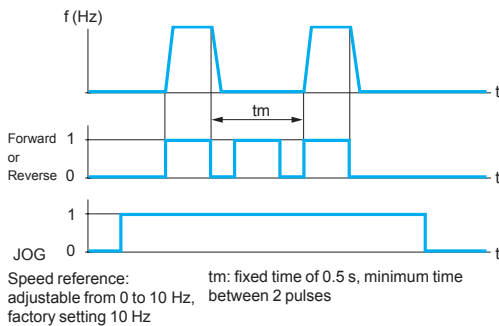 f (Hz)
t
tm
Forward
or
Reverse
1
0
t
1
JOG 0
t
Speed reference:
adjustable from 0 to 10 Hz,
factory setting 10 Hz
tm: fixed time of 0.5 s, minimum time
between 2 pulses